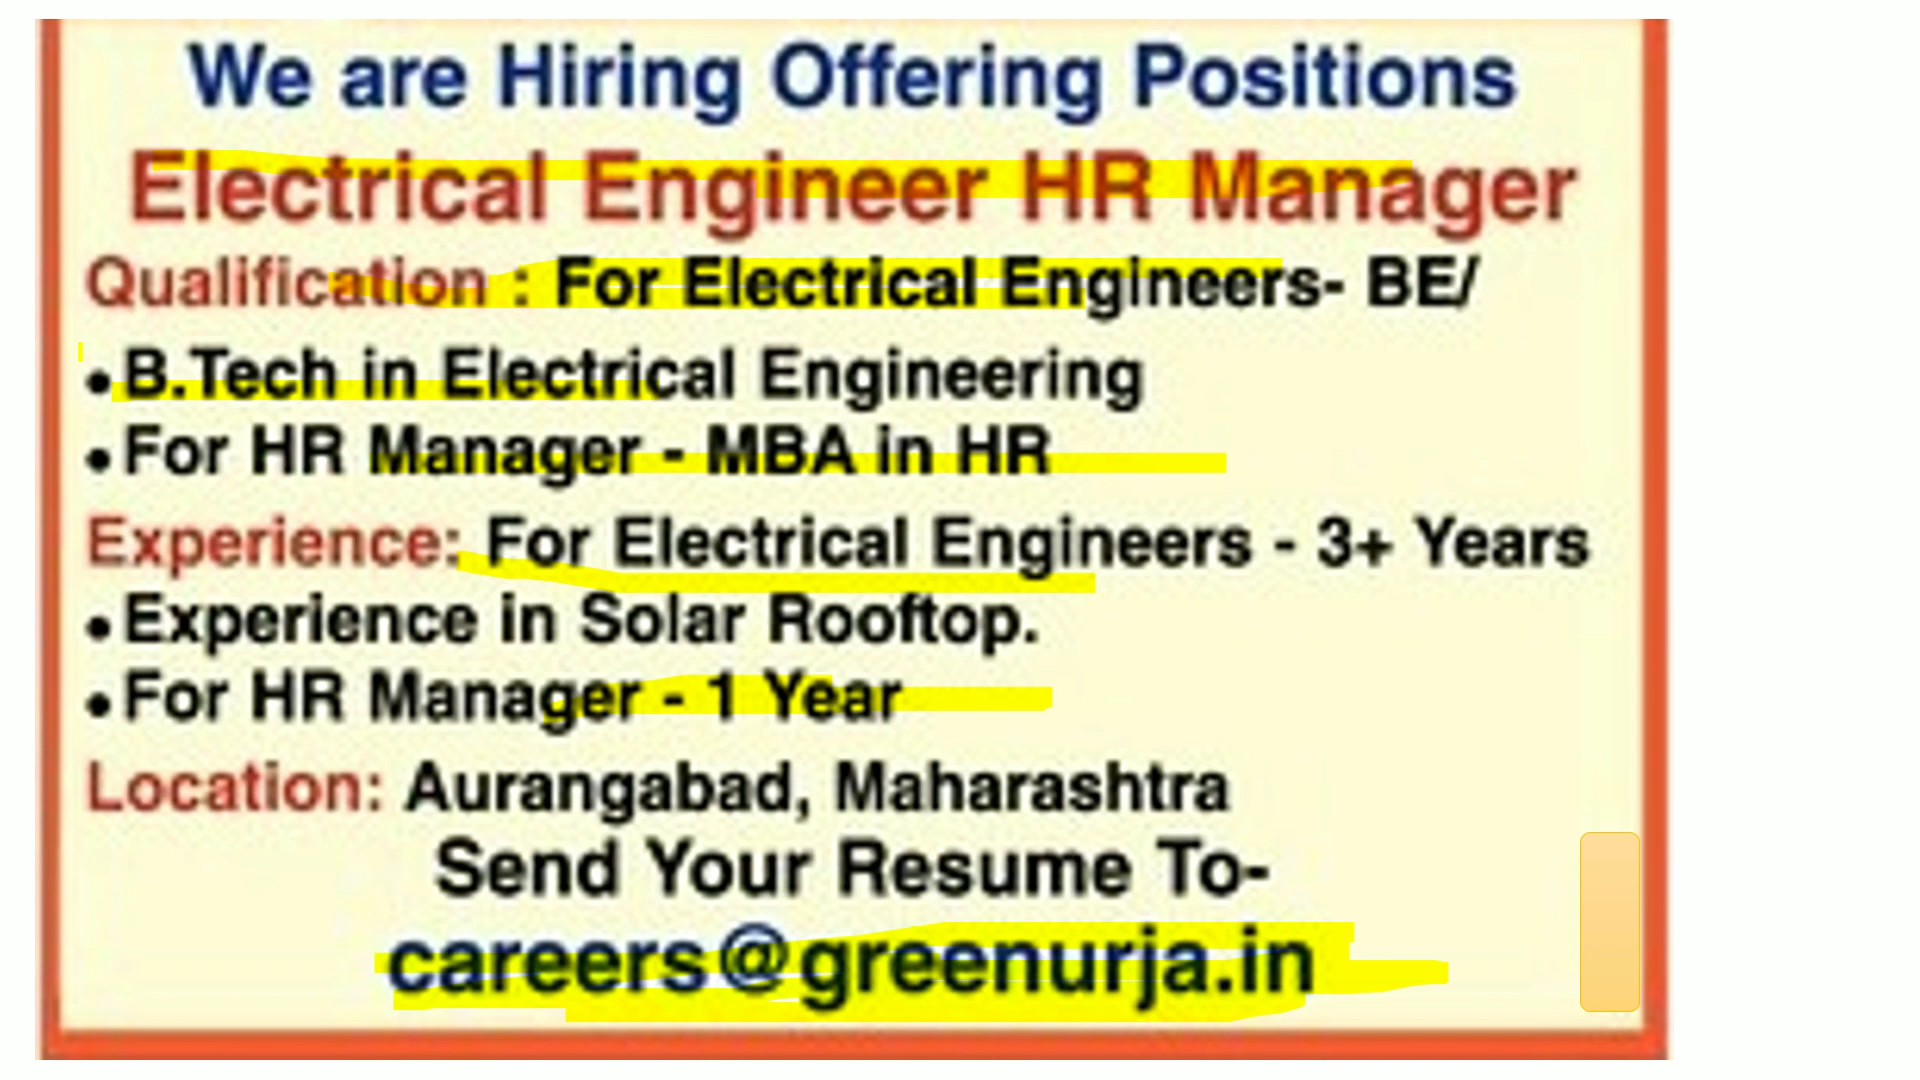 We are Hiring Offering Positions
Electrical Engineer HR Manager
Qualification : For Electrical Engineers- BE/
•B.Tech in Electrical Engineering
•For HR Manager - MBA in HR
Experience: For Electrical Engineers - 3+ Years
•Experience in Solar Rooftop.
•For HR Manager - 1 Year
Location: Aurangabad, Maharashtra
Send Your Resume To-
careers@greenurja.in